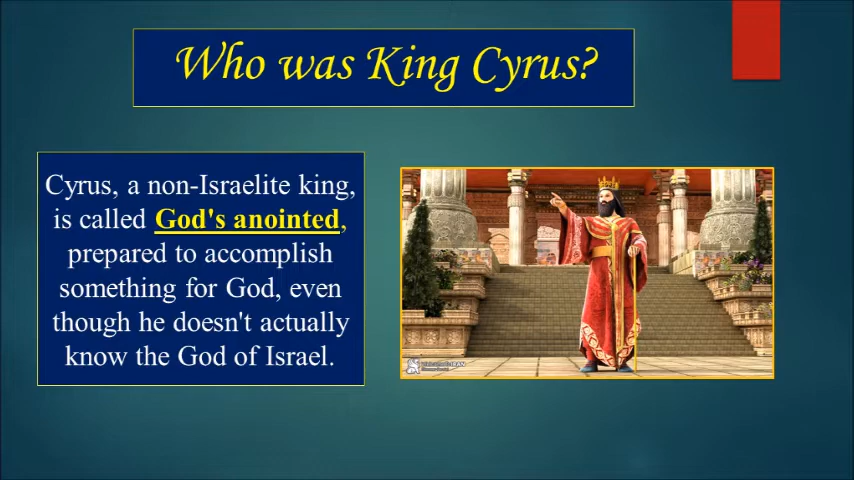 Who was King Cyrus?
Cyrus, a non-Israelite king,
is called God's anointed,
prepared to accomplish
something for God, even
though he doesn't actually
know the God of Israel.